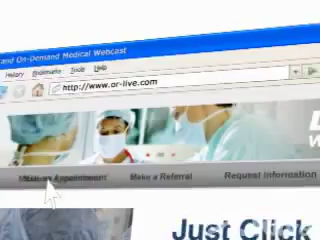 and On-Demand Medical Webcast
History Bookmarks Tools Help
http://www.or-live.com
Make a Referral
Request Information
Just Click